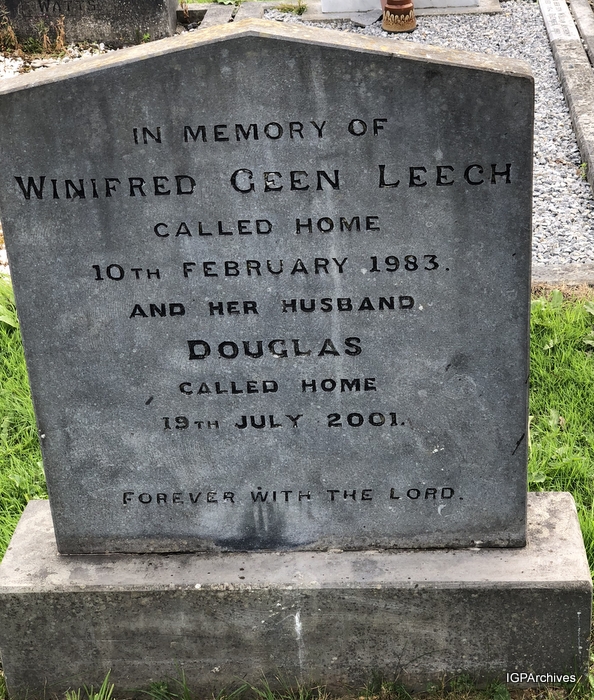 WATTS
IN MEMORY OF
WINIFRED GEEN LEECH
CALLED HOME
10TH FEBRUARY 1983.
AND HER HUSBAND
DOUGLAS
CALLED HOME
19TH JULY 2001.
FOREVER WITH THE LORD.
IGPArchives